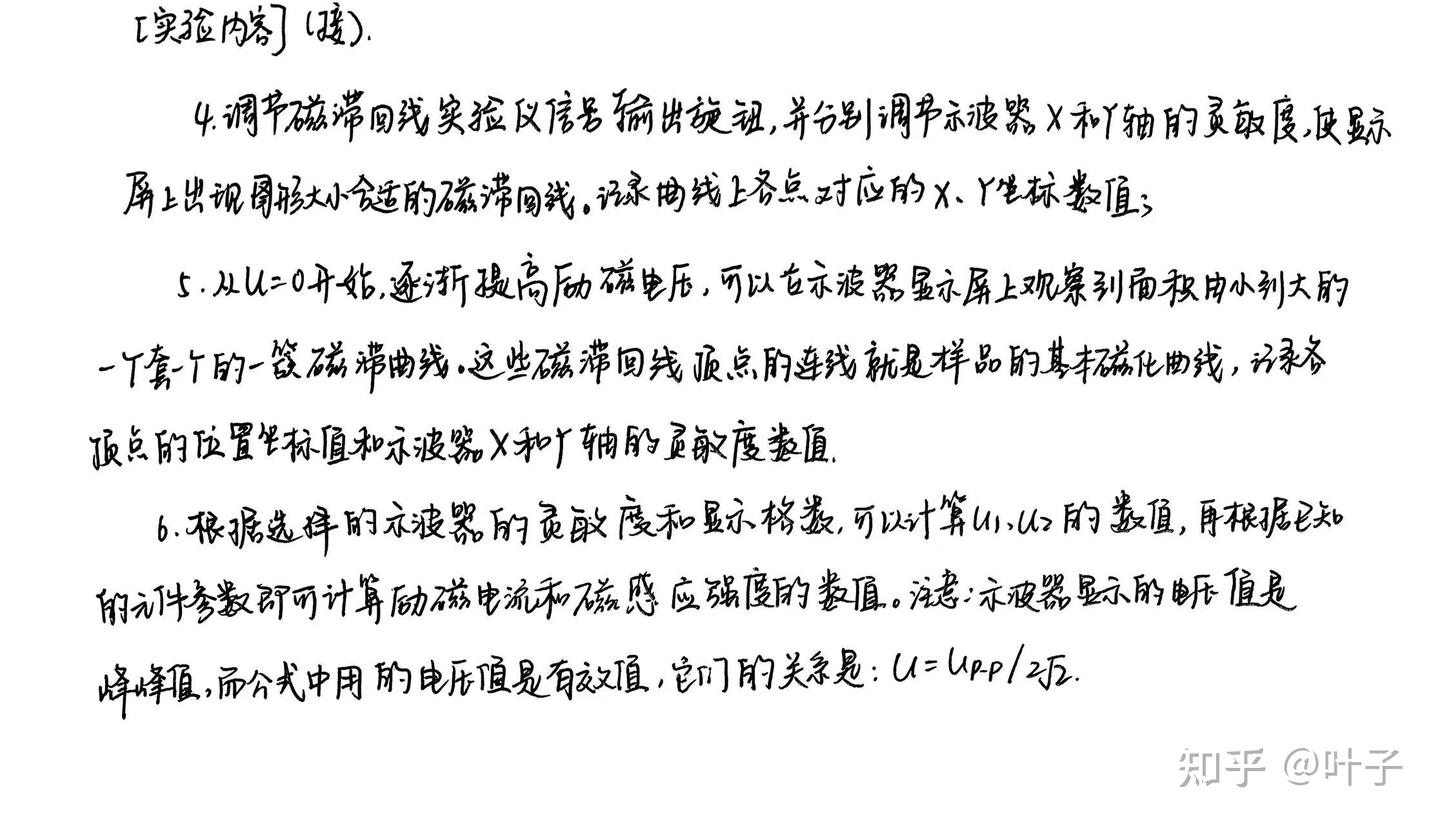 [实验内容](接).
4.调节磁滞回线实验仪信号输出旋钮,并分别调节示波器X和Y轴的灵敏度,使显示
屏上出现图形大小合适的磁滞回线。记录曲线上各点对应的X、Y坐标数值;
5.从U=0开始,逐渐提高励磁电压,可以在示波器显示屏上观察到面积由小到大的
一个套一个的一簇磁滞曲线。这些磁滞回线顶点的连线就是样品的基本磁化曲线,记录各
顶点的位置坐标值和示波器X和Y轴的灵敏度数值.
6.根据选择的示波器的灵敏度和显示格数,可以计算U1、U2的数值,再根据已知
的元件参数即可计算励磁电流和磁感应强度的数值。注意:示波器显示的电压值是
峰峰值,而公式中用的电压值是有效值,它们的关系是:U=UP-P/2√2.
知乎 @叶子